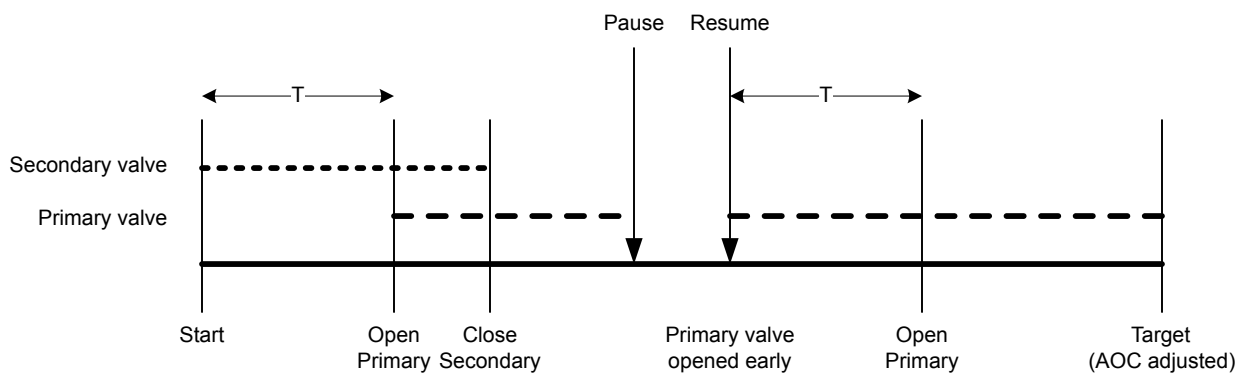 Pause
Resume
T
T
Secondary valve
Primary valve
Start
Open
Primary
Close
Secondary
Primary valve
opened early
Open
Primary
Target
(AOC adjusted)